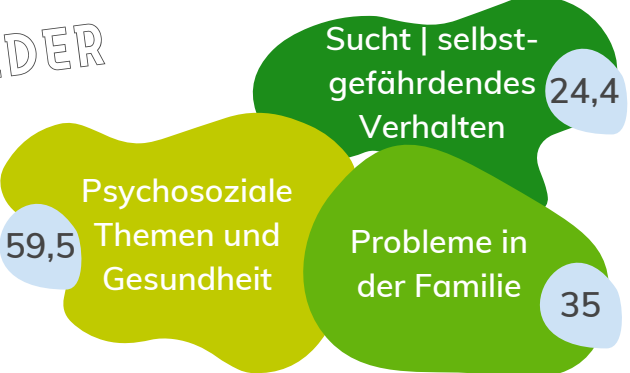 DER
Sucht | selbst-
gefährdendes
Verhalten
24,4
Psychosoziale
Themen und
Gesundheit
59,5
Probleme in
der Familie
35